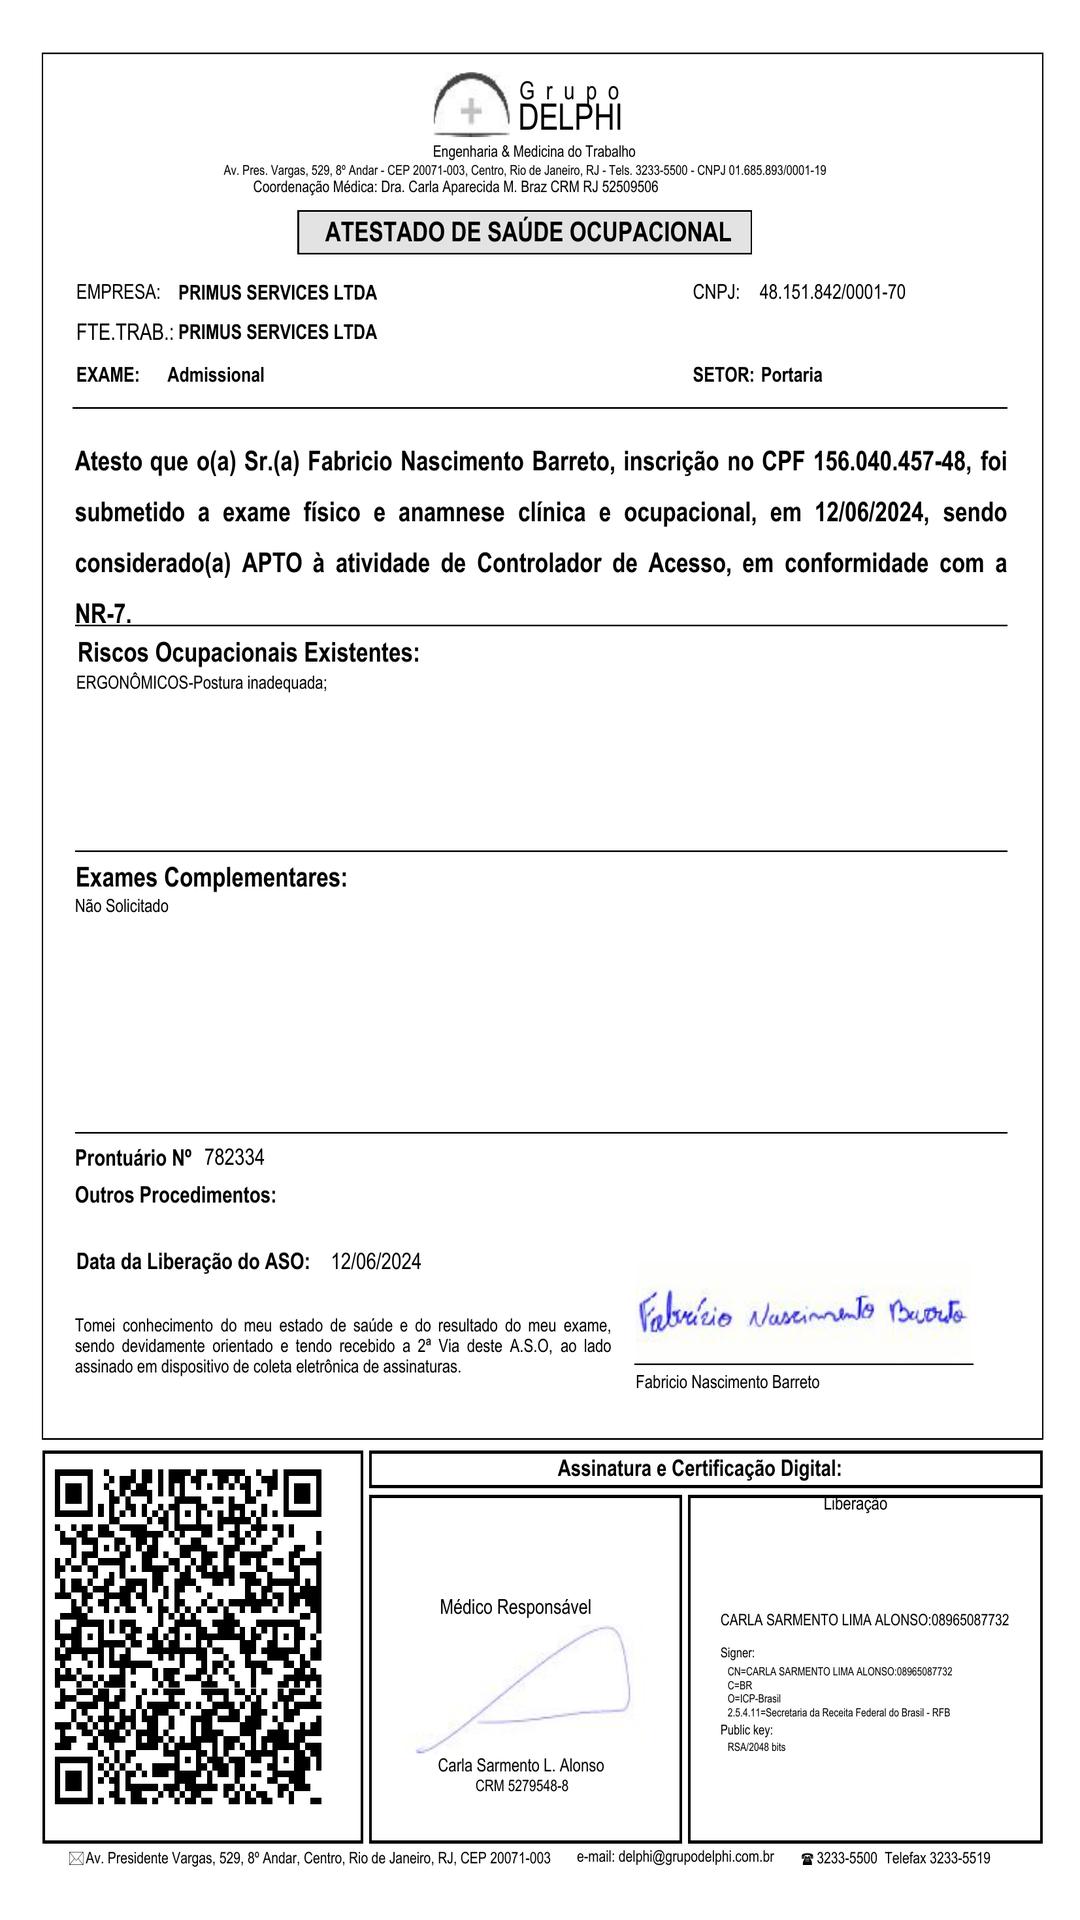 Grupo
DELPHI
Engenharia & Medicina do Trabalho
Av. Pres. Vargas, 529, 8º Andar - CEP 20071-003, Centro, Rio de Janeiro, RJ - Tels. 3233-5500 - CNPJ 01.685.893/0001-19
Coordenação Médica: Dra. Carla Aparecida M. Braz CRM RJ 52509506
ATESTADO DE SAÚDE OCUPACIONAL
EMPRESA: PRIMUS SERVICES LTDA CNPJ: 48.151.842/0001-70
FTE.TRAB.: PRIMUS SERVICES LTDA
EXAME: Admissional SETOR: Portaria
Atesto que o(a) Sr.(a) Fabricio Nascimento Barreto, inscrição no CPF 156.040.457-48, foi
submetido a exame físico e anamnese clínica e ocupacional, em 12/06/2024, sendo
considerado(a) APTO à atividade de Controlador de Acesso, em conformidade com a
NR-7.
Riscos Ocupacionais Existentes:
ERGONÔMICOS-Postura inadequada;
Exames Complementares:
Não Solicitado
Prontuário Nº 782334
Outros Procedimentos:
Data da Liberação do ASO: 12/06/2024
Tomei conhecimento do meu estado de saúde e do resultado do meu exame,
sendo devidamente orientado e tendo recebido a 2ª Via deste A.S.O, ao lado
assinado em dispositivo de coleta eletrônica de assinaturas.
Fabrízio Nascimento Barreto
Fabricio Nascimento Barreto
Assinatura e Certificação Digital:
Médico Responsável
Carla Sarmento L. Alonso
CRM 5279548-8
Liberação
CARLA SARMENTO LIMA ALONSO:08965087732
Signer:
CN=CARLA SARMENTO LIMA ALONSO:08965087732
C=BR
O=ICP-Brasil
2.5.4.11=Secretaria da Receita Federal do Brasil - RFB
Public key:
RSA/2048 bits
Av. Presidente Vargas, 529, 8º Andar, Centro, Rio de Janeiro, RJ, CEP 20071-003 e-mail: delphi@grupodelphi.com.br 3233-5500 Telefax 3233-5519